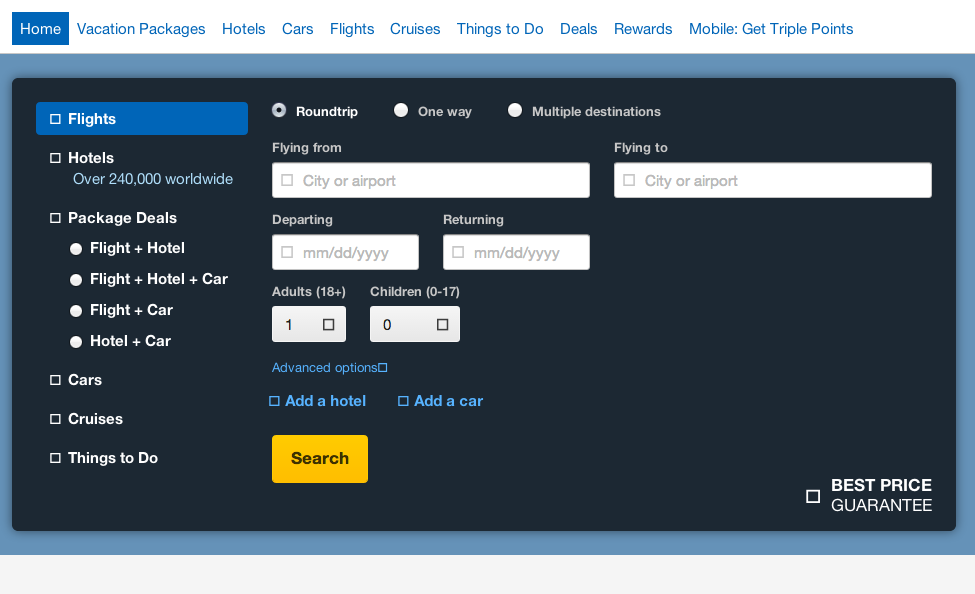 Home Vacation Packages Hotels Cars Flights Cruises Things to Do Deals Rewards Mobile: Get Triple Points
Flights
Hotels
Over 240,000 worldwide
Package Deals
Flight + Hotel
Flight + Hotel + Car
Flight + Car
Hotel + Car
Cars
Cruises
Things to Do
Roundtrip One way Multiple destinations
Flying from Flying to
City or airport City or airport
Departing Returning
mm/dd/yyyy mm/dd/yyyy
Adults (18+) Children (0-17)
1 0
Advanced options
Add a hotel Add a car
Search
BEST PRICE
GUARANTEE